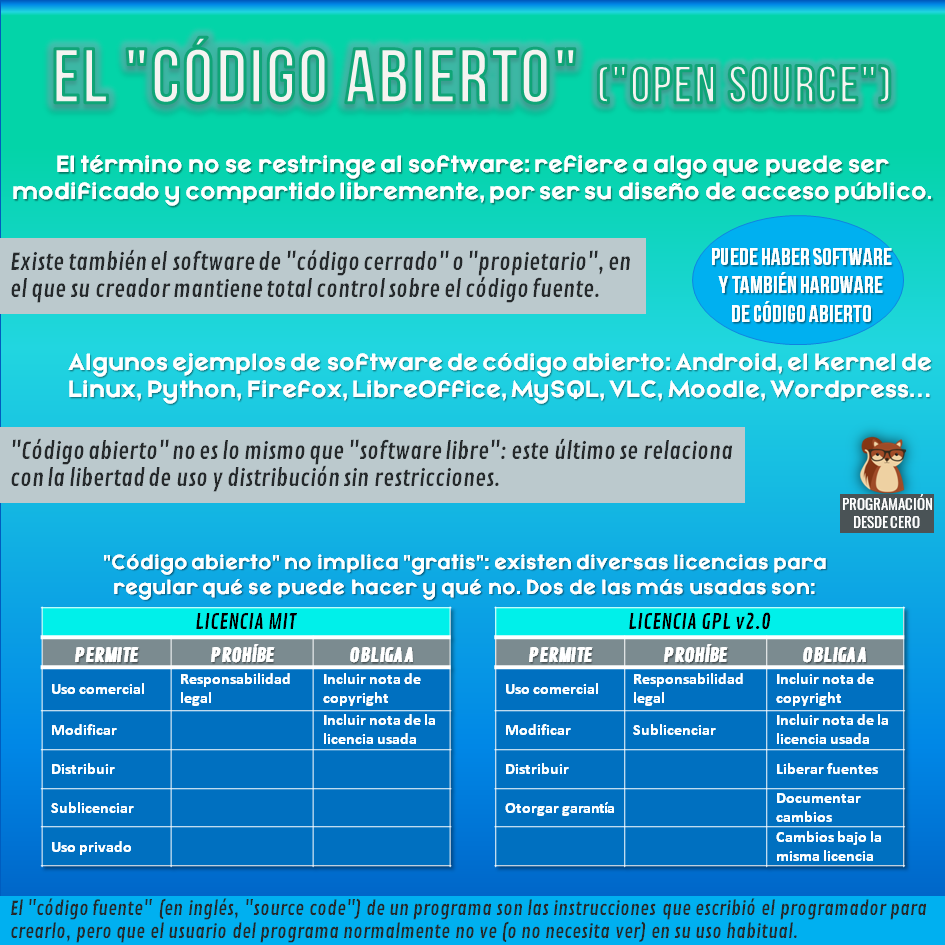 EL "CÓDIGO ABIERTO" ("OPEN SOURCE")
El término no se restringe al software: refiere a algo que puede ser
modificado y compartido libremente, por ser su diseño de acceso público.
Existe también el software de "código cerrado" o "propietario", en
el que su creador mantiene total control sobre el código fuente.
PUEDE HABER SOFTWARE
Y TAMBIÉN HARDWARE
DE CÓDIGO ABIERTO
Algunos ejemplos de software de código abierto: Android, el kernel de
Linux, Python, Firefox, LibreOffice, MySQL, VLC, Moodle, Wordpress...
"Código abierto" no es lo mismo que "software libre": este último se relaciona
con la libertad de uso y distribución sin restricciones.
PROGRAMACIÓN
DESDE CERO
"Código abierto" no implica "gratis": existen diversas licencias para
regular qué se puede hacer y qué no. Dos de las más usadas son:
LICENCIA MIT
PERMITE PROHÍBE OBLIGA A
Uso comercial Responsabilidad legal Incluir nota de copyright
Modificar Incluir nota de la licencia usada
Distribuir
Sublicenciar
Uso privado
LICENCIA GPL v2.0
PERMITE PROHÍBE OBLIGA A
Uso comercial Responsabilidad legal Incluir nota de copyright
Modificar Sublicenciar Incluir nota de la licencia usada
Distribuir Liberar fuentes
Otorgar garantía Documentar cambios
Cambios bajo la misma licencia
El "código fuente" (en inglés, "source code") de un programa son las instrucciones que escribió el programador para
crearlo, pero que el usuario del programa normalmente no ve (o no necesita ver) en su uso habitual.